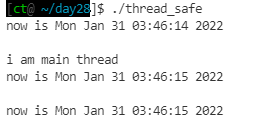 [ct@ ~/day28]$ ./thread_safe
now is Mon Jan 31 03:46:14 2022

i am main thread
now is Mon Jan 31 03:46:15 2022

now is Mon Jan 31 03:46:15 2022